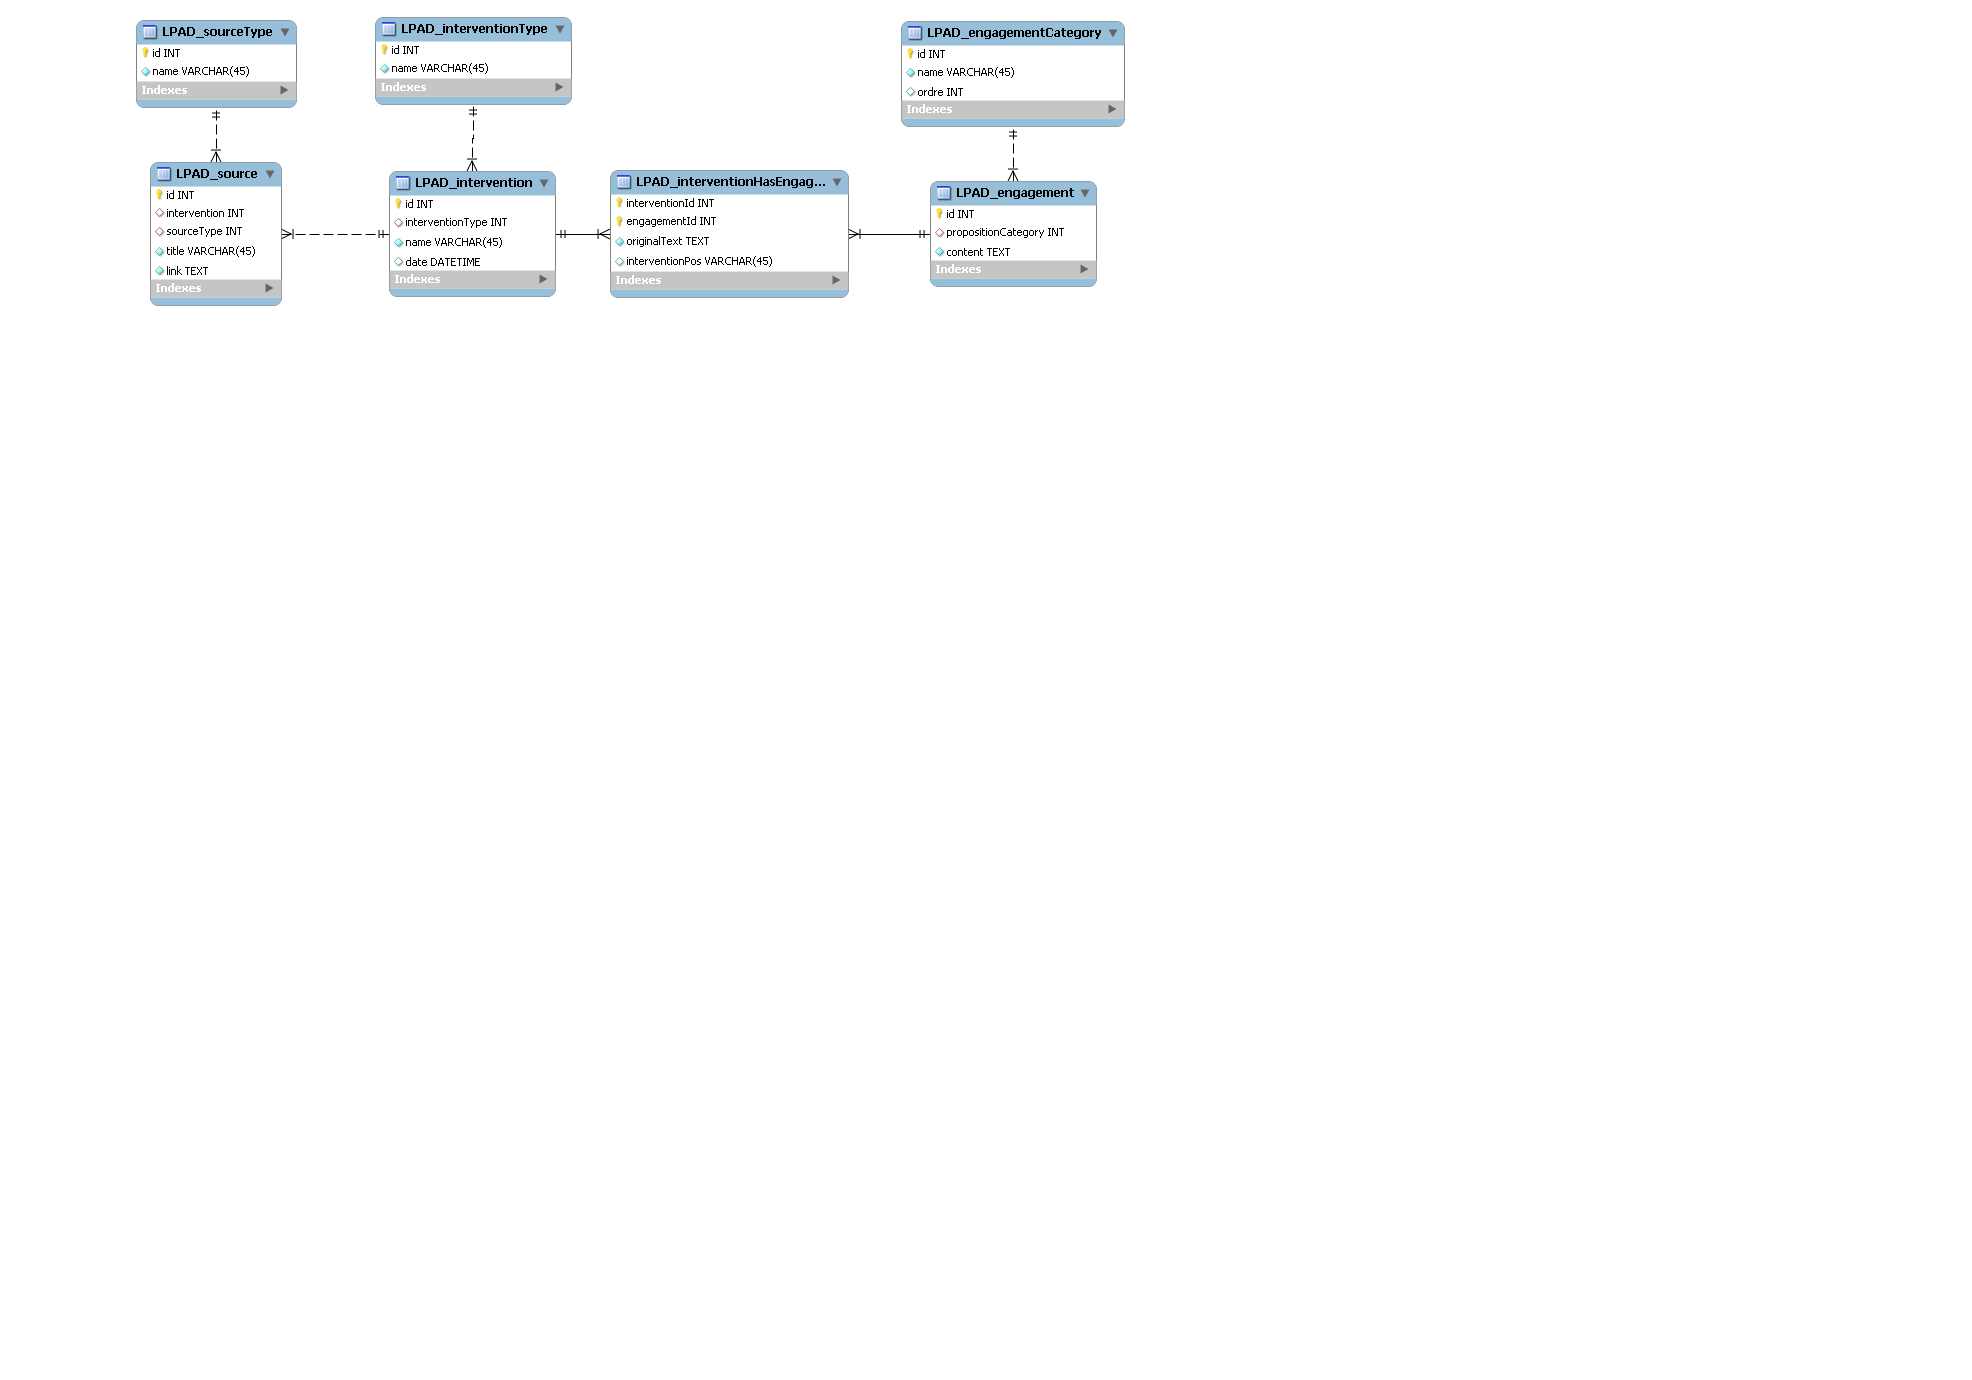 LPAD_sourceType
id INT
name VARCHAR(45)
Indexes
LPAD_interventionType
id INT
name VARCHAR(45)
Indexes
LPAD_engagementCategory
id INT
name VARCHAR(45)
ordre INT
Indexes
LPAD_source
id INT
intervention INT
sourceType INT
title VARCHAR(45)
link TEXT
Indexes
LPAD_intervention
id INT
interventionType INT
name VARCHAR(45)
date DATETIME
Indexes
LPAD_interventionHasEngag...
interventionId INT
engagementId INT
originalText TEXT
interventionPos VARCHAR(45)
Indexes
LPAD_engagement
id INT
propositionCategory INT
content TEXT
Indexes